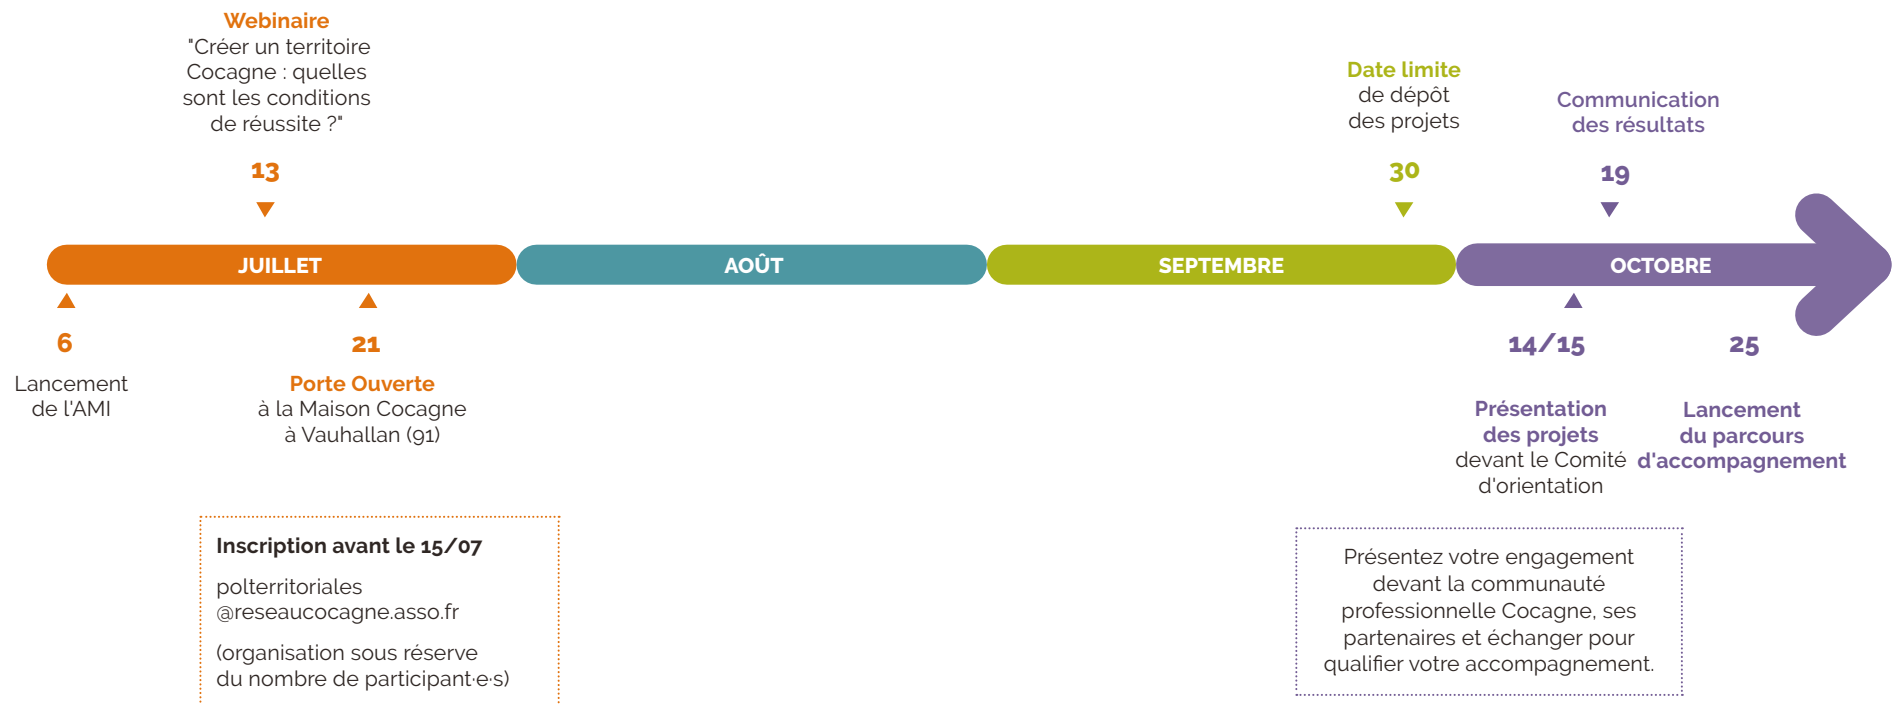 Webinaire
"Créer un territoire
Cocagne : quelles
sont les conditions
de réussite ?"
13
Date limite
de dépôt
des projets
30
Communication
des résultats
19
JUILLET
AOÛT
SEPTEMBRE
OCTOBRE
6
Lancement
de l'AMI
21
Porte Ouverte
à la Maison Cocagne
à Vauhallan (91)
14/15
Présentation
des projets
devant le Comité
d'orientation
25
Lancement
du parcours
d'accompagnement
Inscription avant le 15/07
polterritoriales
@reseaucocagne.asso.fr
(organisation sous réserve
du nombre de participant·e·s)
Présentez votre engagement
devant la communauté
professionnelle Cocagne, ses
partenaires et échanger pour
qualifier votre accompagnement.